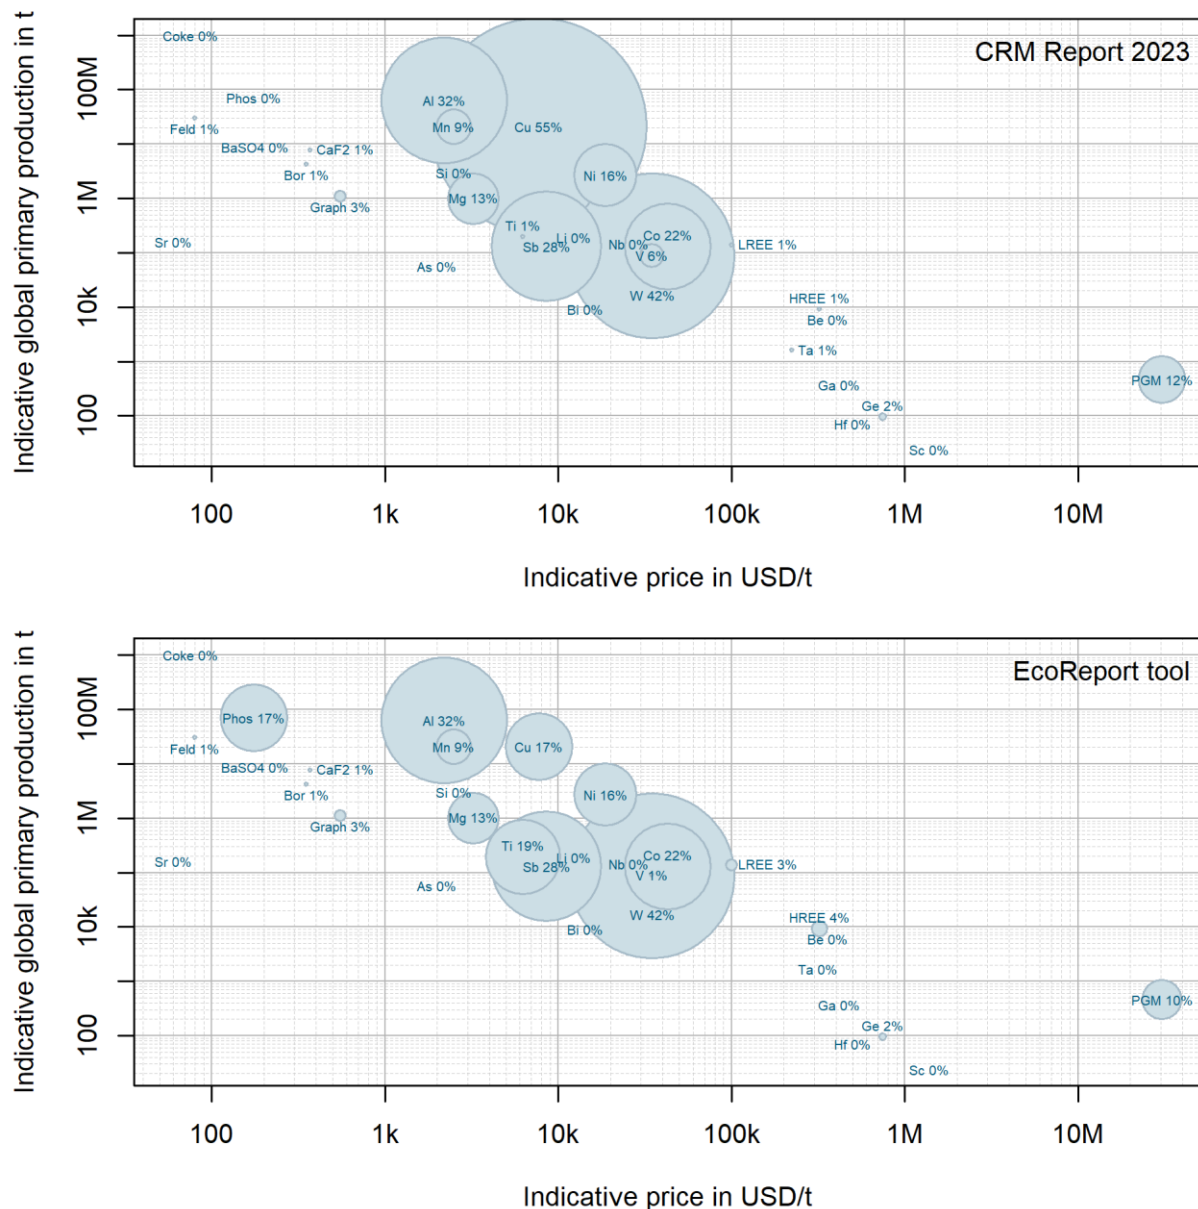 Indicative global primary production in t
CRM Report 2023
100M
1M
10k
100
Coke 0%
Phos 0%
Feld 1%
BaSO4 0%
CaF2 1%
Bor 1%
Graph 3%
Sr 0%
Al 32%
Mn 9%
Cu 55%
Si 0%
Mg 13%
Ni 16%
Ti 1%
Li 0%
Sb 28%
Nb 0%
Co 22%
V 6%
LREE 1%
As 0%
W 42%
Bi 0%
HREE 1%
Be 0%
Ta 1%
Ga 0%
PGM 12%
Ge 2%
Hf 0%
Sc 0%
100
1k
10k
100k
1M
10M
Indicative price in USD/t
Indicative global primary production in t
EcoReport tool
100M
1M
10k
100
Coke 0%
Phos 17%
Feld 1%
BaSO4 0%
CaF2 1%
Bor 1%
Graph 3%
Sr 0%
Al 32%
Mn 9%
Cu 17%
Si 0%
Mg 13%
Ni 16%
Ti 19%
Li 0%
Sb 28%
Nb 0%
Co 22%
V 1%
LREE 3%
As 0%
W 42%
Bi 0%
HREE 4%
Be 0%
Ta 0%
Ga 0%
PGM 10%
Ge 2%
Hf 0%
Sc 0%
100
1k
10k
100k
1M
10M
Indicative price in USD/t